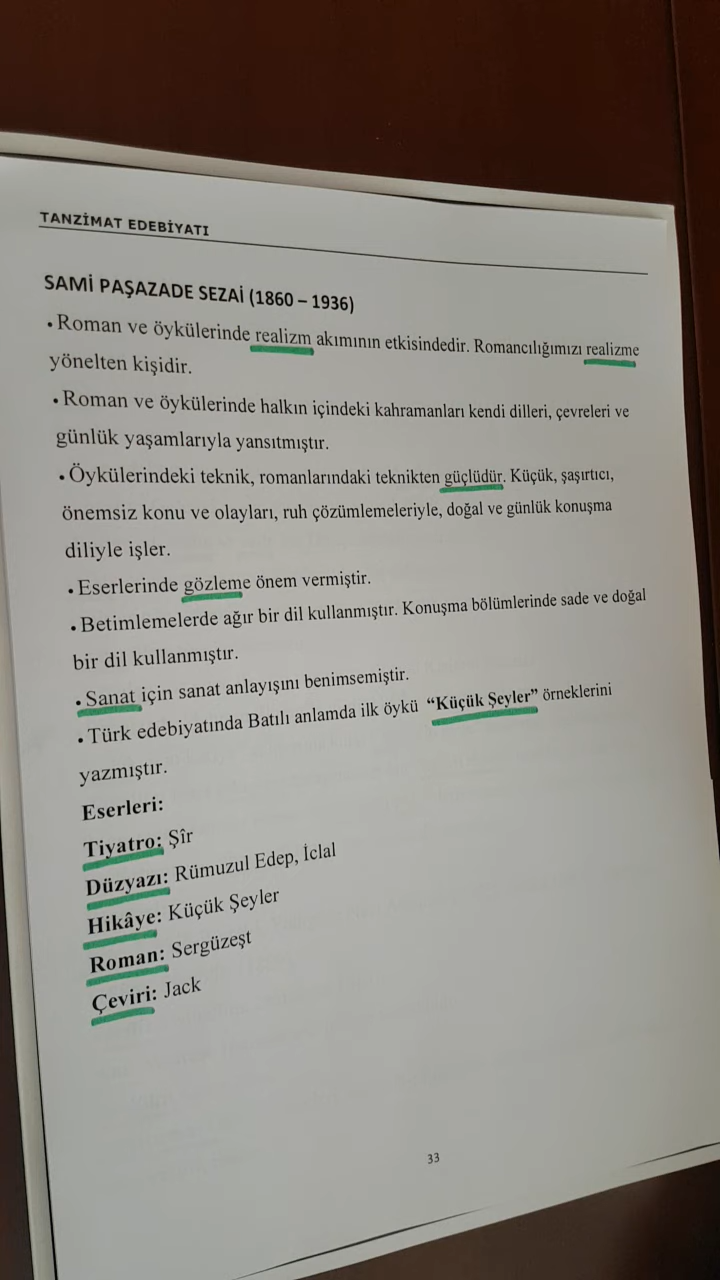 TANZİMAT EDEBİYATI
SAMİ PAŞAZADE SEZAİ (1860 – 1936)
• Roman ve öykülerinde realizm akımının etkisindedir. Romancılığımızı realizme
yönelten kişidir.
• Roman ve öykülerinde halkın içindeki kahramanları kendi dilleri, çevreleri ve
günlük yaşamlarıyla yansıtmıştır.
• Öykülerindeki teknik, romanlarındaki teknikten güçlüdür. Küçük, şaşırtıcı,
önemsiz konu ve olayları, ruh çözümlemeleriyle, doğal ve günlük konuşma
diliyle işler.
• Eserlerinde gözleme önem vermiştir.
• Betimlemelerde ağır bir dil kullanmıştır. Konuşma bölümlerinde sade ve doğal
bir dil kullanmıştır.
• Sanat için sanat anlayışını benimsemiştir.
• Türk edebiyatında Batılı anlamda ilk öykü “Küçük Şeyler” örneklerini
yazmıştır.
Eserleri:
Tiyatro: Şîr
Düzyazı: Rümuzul Edep, İclal
Hikâye: Küçük Şeyler
Roman: Sergüzeşt
Çeviri: Jack
33